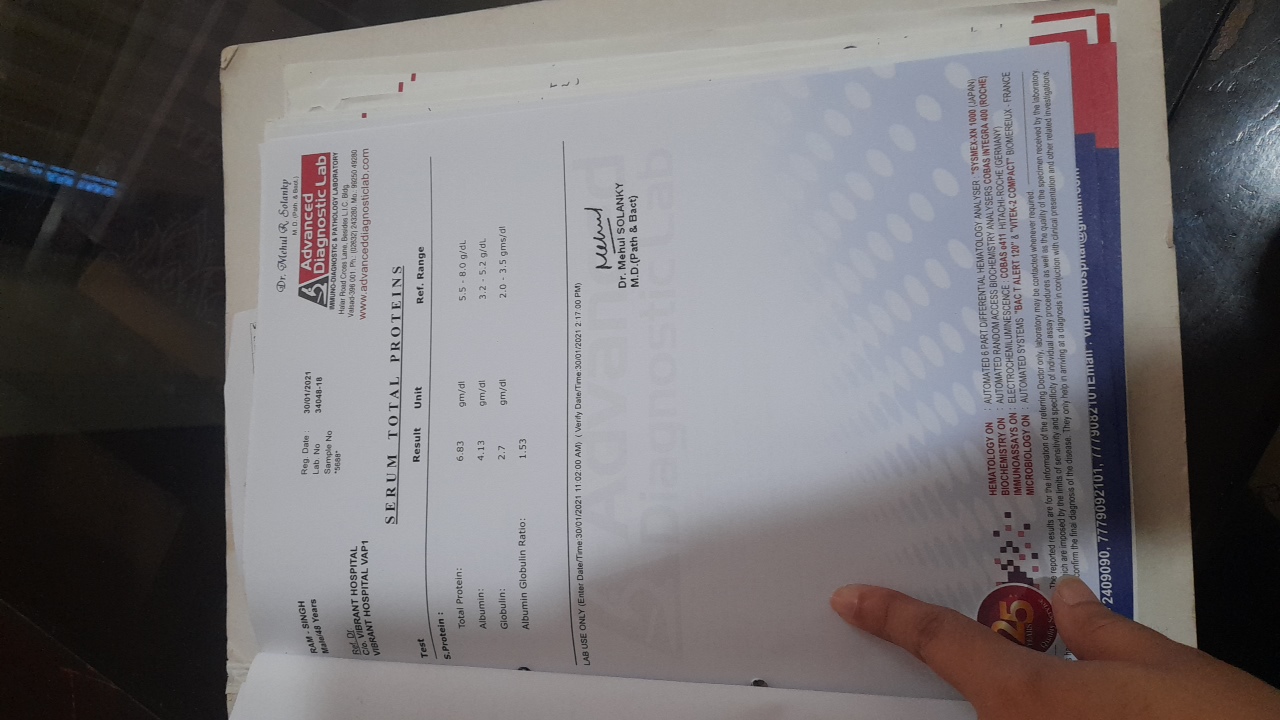 Dr. Mehul R. Solanky
M. D. (Path. & Bact.)
Advanced
Diagnostic Lab
IMMUNO-DIAGNOSTIC & PATHOLOGY LABORATORY
Halar Road Cross Lane, Besides L.I.C. Bldg.
Valsad-396 001. Ph.: (02632) 243280. Mo.: 99250 49280
www.advanceddiagnosticlab.com
RAM - SINGH
Male/48 Years
Reg. Date : 30/01/2021
Lab. No 34048-18
Sample No
"5688"
Ref. Dr
C/o. VIBRANT HOSPITAL
VIBRANT HOSPITAL VAP1
SERUM TOTAL PROTEINS
Test Result Unit Ref. Range
S.Protein :
Total Protein: 6.83 gm/dl 5.5 - 8.0 g/dL
Albumin: 4.13 gm/dl 3.2 - 5.2 g/dL
Globulin: 2.7 gm/dl 2.0 - 3.5 gms/dl
Albumin Globulin Ratio: 1.53
LAB USE ONLY (Enter Date/Time:30/01/2021 11:02:00 AM) ( Verify Date/Time:30/01/2021 2:17:00 PM)
Mehul
Dr. Mehul SOLANKY
M.D.(Path & Bact)
Advanced
Diagnostic Lab
25
YEARS
Quality Service
HEMATOLOGY ON : AUTOMATED 6 PART DIFFERENTIAL HEMATOLOGY ANALYSER : "SYSMEX-XN 1000 (JAPAN)
BIOCHEMISTRY ON : AUTOMATED RANDOM ACCESS BIOCHEMISTRY ANALYSERS COBAS INTEGRA 400 (ROCHE)
IMMUNOASSAYS ON : ELECTROCHEMILUMINESCENCE : COBAS e411 HITACHI-ROCHE (GERMANY)
MICROBIOLOGY ON : AUTOMATED SYSTEMS "BAC T ALERT 120" & "VITEK-2 COMPACT" BIOMEREIUX - FRANCE
The reported results are for the information of the referring Doctor only, laboratory may be contacted whenever required
which are imposed by the limits of sensitivity and specificity of individual assay procedures as well as the quality of the specimen received by the laboratory.
confirm the final diagnosis of the disease. They only help in arriving at a diagnosis in conjuction with clinical presentation and other related investigations.
2409090, 7779092101, 7779082101 Email : vibranthospital@gmail.com